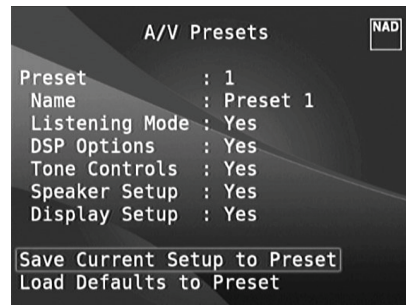 A/V Presets
NAD
Preset : 1
Name : Preset 1
Listening Mode : Yes
DSP Options : Yes
Tone Controls : Yes
Speaker Setup : Yes
Display Setup : Yes
Save Current Setup to Preset
Load Defaults to Preset